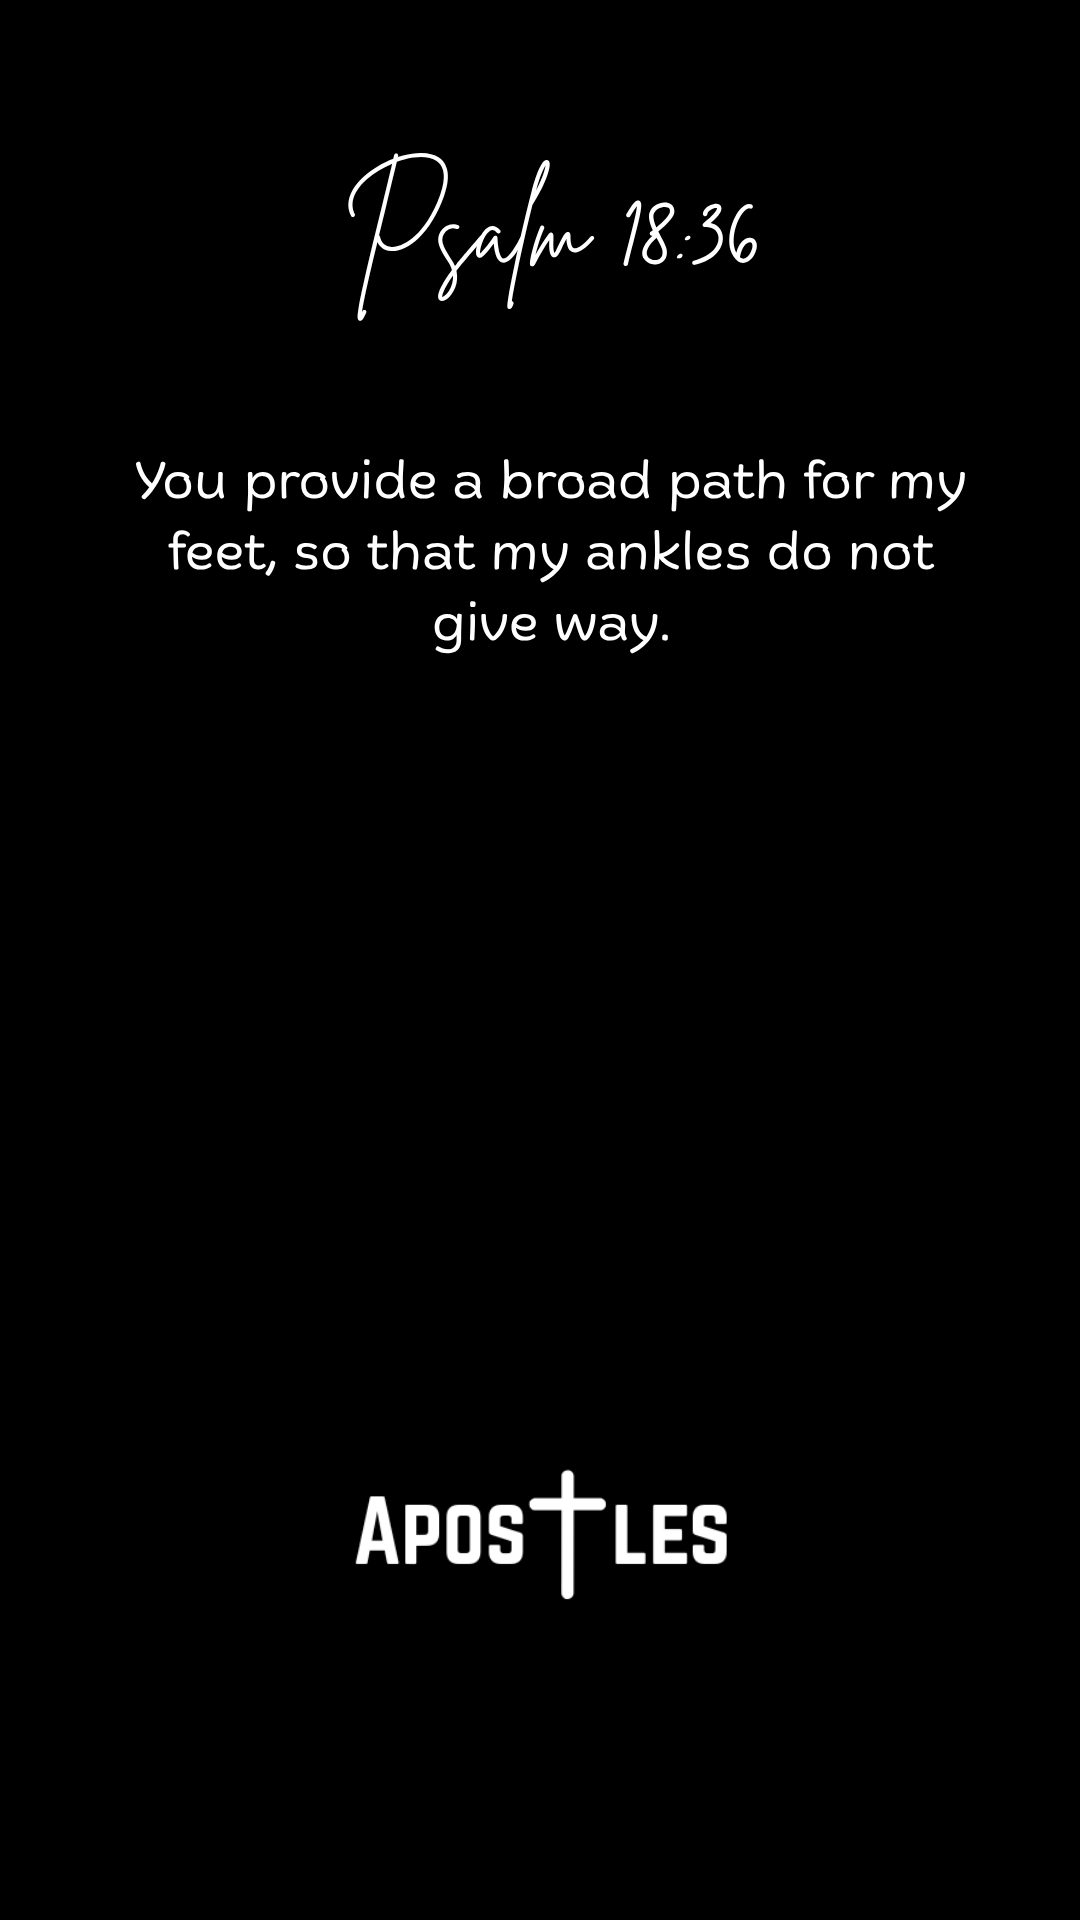 Psalm 18:36
You provide a broad path for my
feet, so that my ankles do not
give way.
APOSTLES